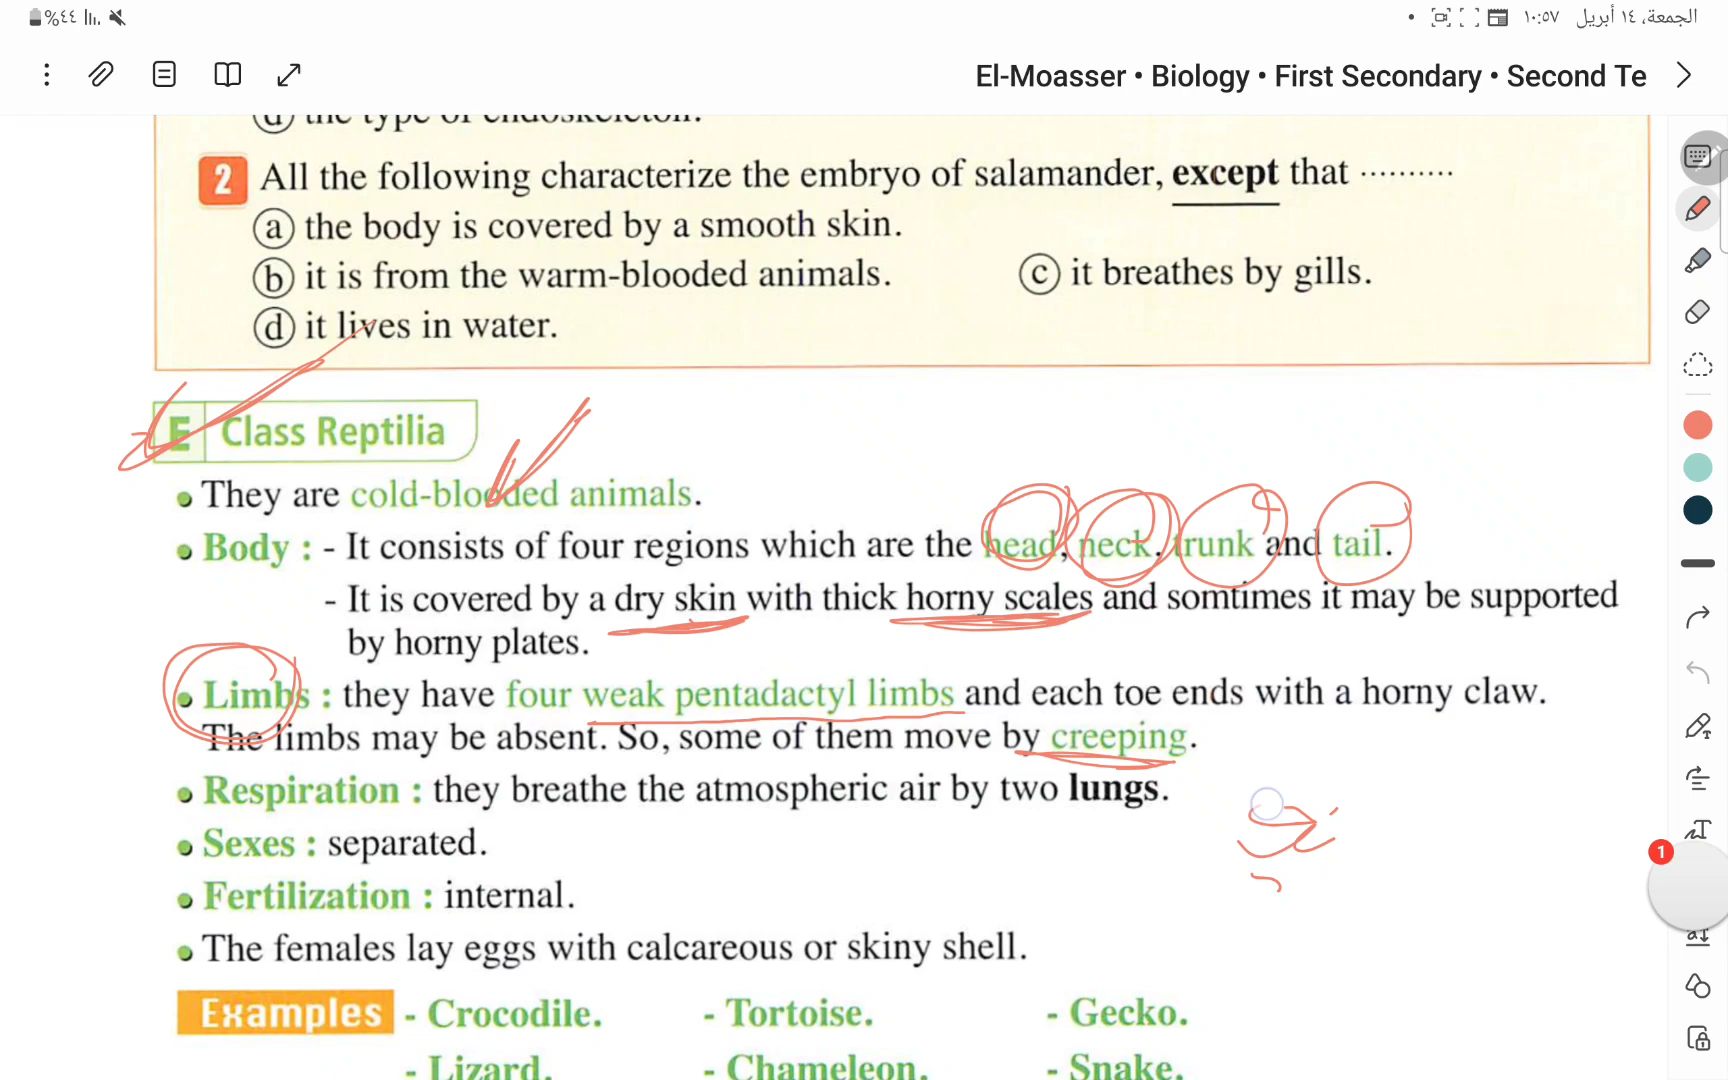 %٤٤
الجمعة، ١٤ أبريل ١٠:٥٧
El-Moasser • Biology • First Secondary • Second Te
d the type of endoskeleton.
2 All the following characterize the embryo of salamander, except that ..........
a the body is covered by a smooth skin.
b it is from the warm-blooded animals. c it breathes by gills.
d it lives in water.
E Class Reptilia
• They are cold-blooded animals.
• Body : - It consists of four regions which are the head, neck. trunk and tail.
- It is covered by a dry skin with thick horny scales and somtimes it may be supported
by horny plates.
• Limbs : they have four weak pentadactyl limbs and each toe ends with a horny claw.
The limbs may be absent. So, some of them move by creeping.
• Respiration : they breathe the atmospheric air by two lungs.
• Sexes : separated.
• Fertilization : internal.
• The females lay eggs with calcareous or skiny shell.
Examples - Crocodile. - Tortoise. - Gecko.
- Lizard. - Chameleon. - Snake.
1